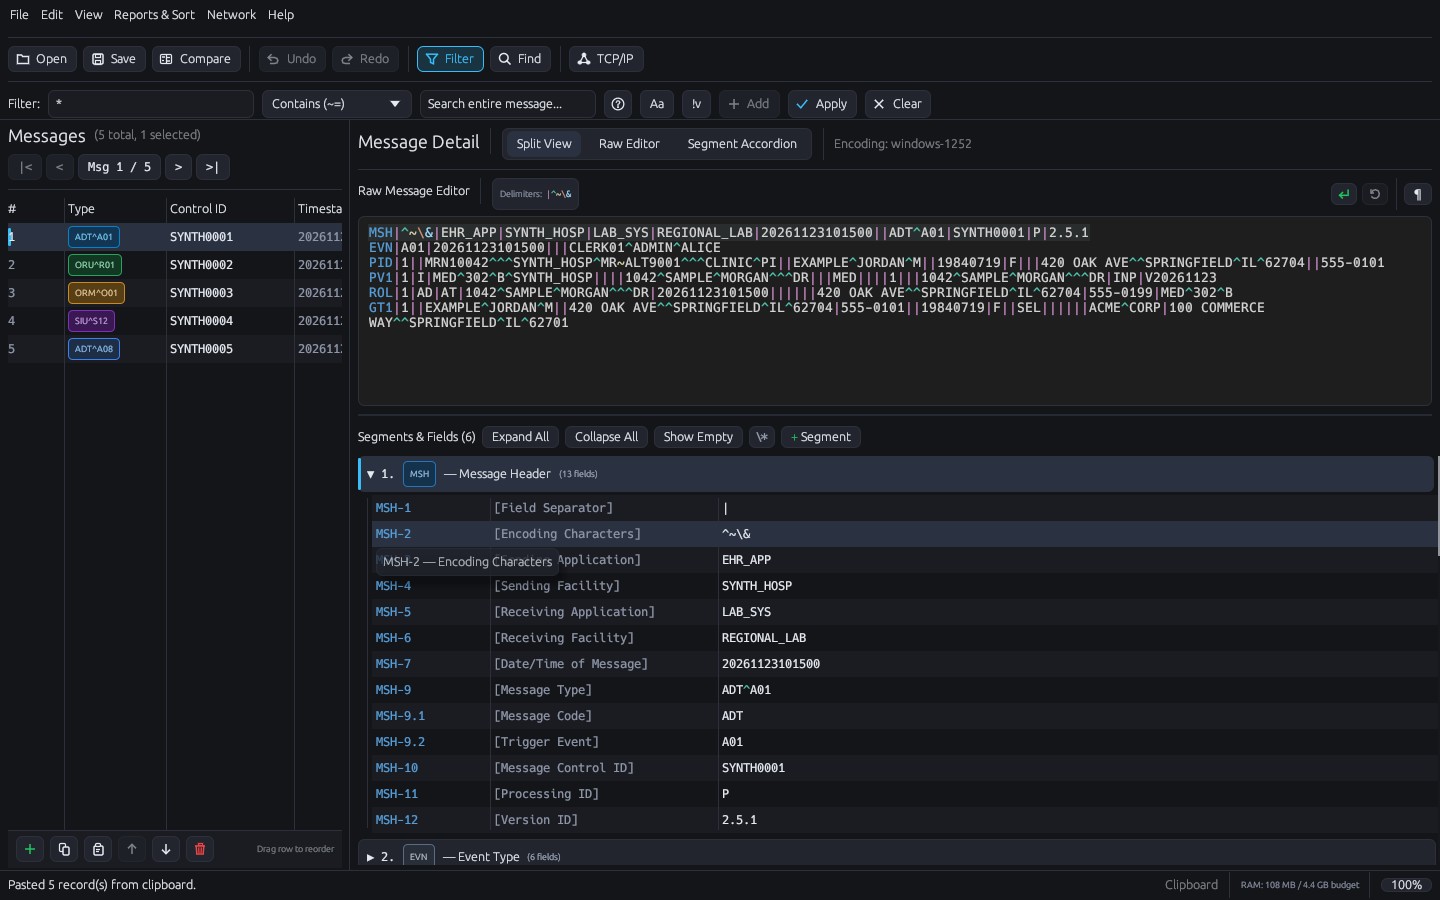 File Edit View Reports & Sort Network Help
Open Save Compare Undo Redo Filter Find TCP/IP
Filter: * Contains (~=) Search entire message... Aa !v + Add Apply Clear
Messages (5 total, 1 selected)
|< < Msg 1 / 5 > >|
# Type Control ID Timesta
1 ADT^A01 SYNTH0001 202611
2 ORU^R01 SYNTH0002 202611
3 ORM^O01 SYNTH0003 202611
4 SIU^S12 SYNTH0004 202611
5 ADT^A08 SYNTH0005 202611
Drag row to reorder
Message Detail Split View Raw Editor Segment Accordion Encoding: windows-1252
Raw Message Editor Delimiters: |^~\& ¶
MSH|^~\&|EHR_APP|SYNTH_HOSP|LAB_SYS|REGIONAL_LAB|20261123101500||ADT^A01|SYNTH0001|P|2.5.1
EVN|A01|20261123101500|||CLERK01^ADMIN^ALICE
PID|1||MRN10042^^^SYNTH_HOSP^MR~ALT9001^^^CLINIC^PI||EXAMPLE^JORDAN^M||19840719|F|||420 OAK AVE^^SPRINGFIELD^IL^62704||555-0101
PV1|1|I|MED^302^B^SYNTH_HOSP||||1042^SAMPLE^MORGAN^^^DR|||MED||||1|||1042^SAMPLE^MORGAN^^^DR|INP|V20261123
ROL|1|AD|AT|1042^SAMPLE^MORGAN^^^DR|20261123101500||||||420 OAK AVE^^SPRINGFIELD^IL^62704|555-0199|MED^302^B
GT1|1||EXAMPLE^JORDAN^M||420 OAK AVE^^SPRINGFIELD^IL^62704|555-0101||19840719|F||SEL||||||ACME^CORP|100 COMMERCE
WAY^^SPRINGFIELD^IL^62701
Segments & Fields (6) Expand All Collapse All Show Empty \* + Segment
▼ 1. MSH — Message Header (13 fields)
MSH-1 [Field Separator] |
MSH-2 [Encoding Characters] ^~\&
Application] EHR_APP
MSH-2 — Encoding Characters
MSH-4 [Sending Facility] SYNTH_HOSP
MSH-5 [Receiving Application] LAB_SYS
MSH-6 [Receiving Facility] REGIONAL_LAB
MSH-7 [Date/Time of Message] 20261123101500
MSH-9 [Message Type] ADT^A01
MSH-9.1 [Message Code] ADT
MSH-9.2 [Trigger Event] A01
MSH-10 [Message Control ID] SYNTH0001
MSH-11 [Processing ID] P
MSH-12 [Version ID] 2.5.1
▶ 2. EVN — Event Type (6 fields)
Pasted 5 record(s) from clipboard. Clipboard RAM: 108 MB / 4.4 GB budget 100%